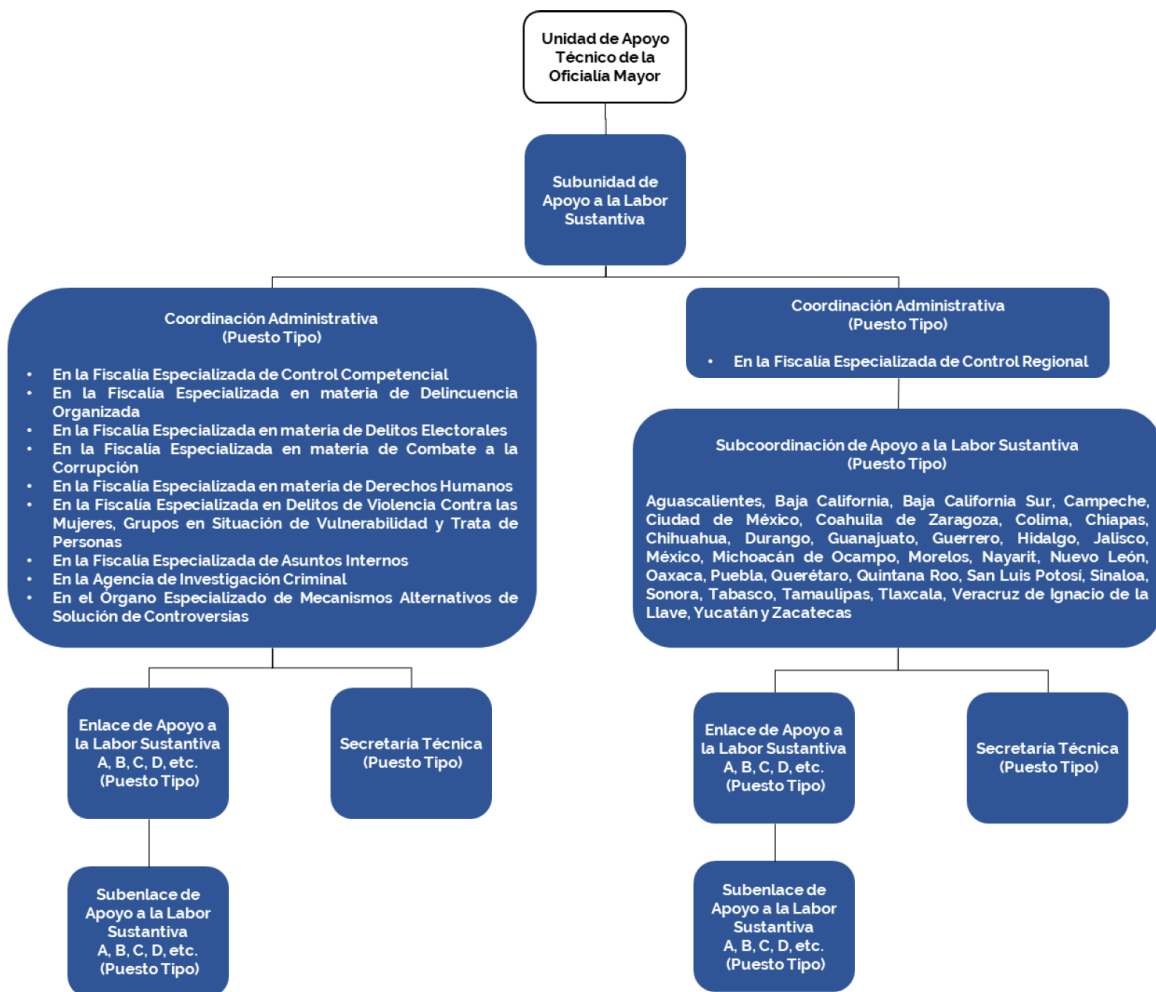 Unidad de Apoyo
Técnico de la
Oficialía Mayor
Subunidad de
Apoyo a la Labor
Sustantiva
Coordinación Administrativa
(Puesto Tipo)
• En la Fiscalía Especializada de Control Competencial
• En la Fiscalía Especializada en materia de Delincuencia
Organizada
• En la Fiscalía Especializada en materia de Delitos Electorales
• En la Fiscalía Especializada en materia de Combate a la
Corrupción
• En la Fiscalía Especializada en materia de Derechos Humanos
• En la Fiscalía Especializada en Delitos de Violencia Contra las
Mujeres, Grupos en Situación de Vulnerabilidad y Trata de
Personas
• En la Fiscalía Especializada de Asuntos Internos
• En la Agencia de Investigación Criminal
• En el Órgano Especializado de Mecanismos Alternativos de
Solución de Controversias
Coordinación Administrativa
(Puesto Tipo)
• En la Fiscalía Especializada de Control Regional
Subcoordinación de Apoyo a la Labor Sustantiva
(Puesto Tipo)
Aguascalientes, Baja California, Baja California Sur, Campeche,
Ciudad de México, Coahuila de Zaragoza, Colima, Chiapas,
Chihuahua, Durango, Guanajuato, Guerrero, Hidalgo, Jalisco,
México, Michoacán de Ocampo, Morelos, Nayarit, Nuevo León,
Oaxaca, Puebla, Querétaro, Quintana Roo, San Luis Potosí, Sinaloa,
Sonora, Tabasco, Tamaulipas, Tlaxcala, Veracruz de Ignacio de la
Llave, Yucatán y Zacatecas
Enlace de Apoyo a
la Labor Sustantiva
A, B, C, D, etc.
(Puesto Tipo)
Secretaría Técnica
(Puesto Tipo)
Subenlace de
Apoyo a la Labor
Sustantiva
A, B, C, D, etc.
(Puesto Tipo)
Enlace de Apoyo a
la Labor Sustantiva
A, B, C, D, etc.
(Puesto Tipo)
Secretaría Técnica
(Puesto Tipo)
Subenlace de
Apoyo a la Labor
Sustantiva
A, B, C, D, etc.
(Puesto Tipo)